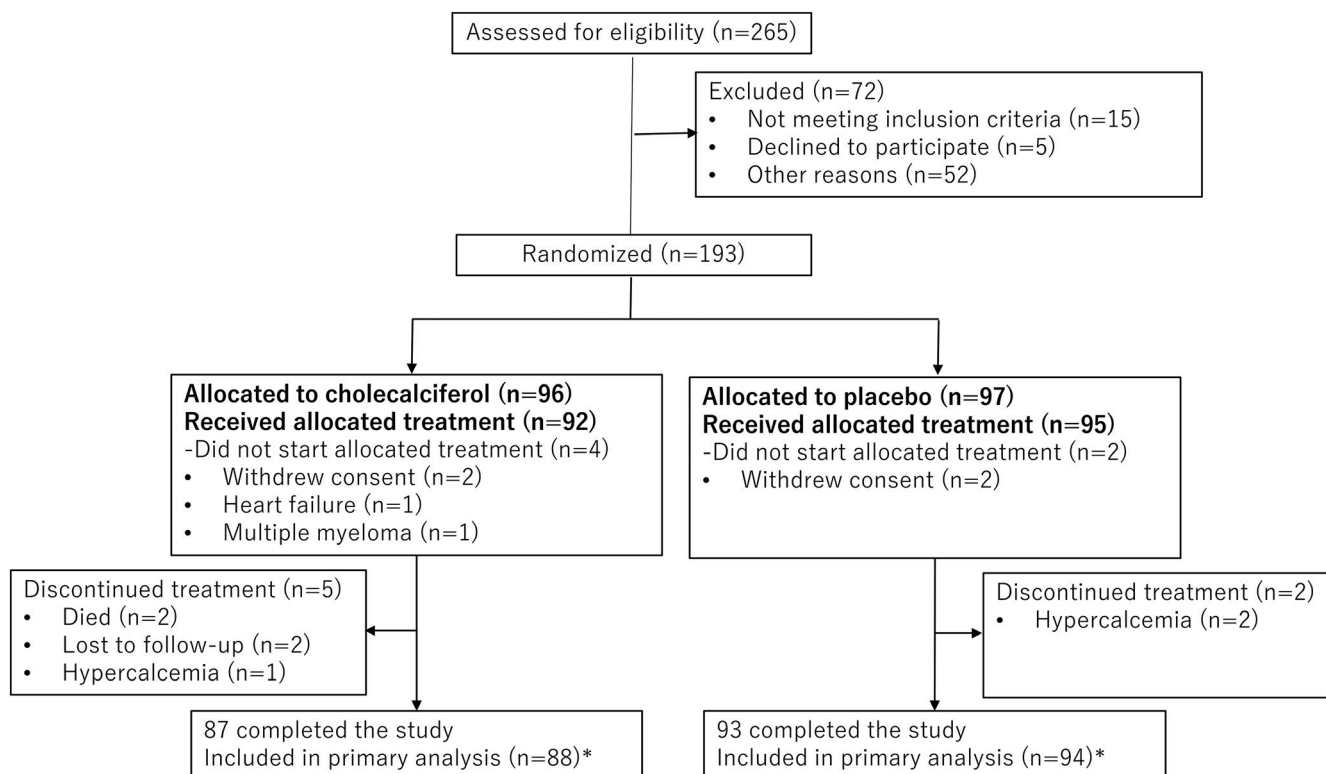 Assessed for eligibility (n=265)
Excluded (n=72)
• Not meeting inclusion criteria (n=15)
• Declined to participate (n=5)
• Other reasons (n=52)
Randomized (n=193)
Allocated to cholecalciferol (n=96)
Received allocated treatment (n=92)
-Did not start allocated treatment (n=4)
• Withdrew consent (n=2)
• Heart failure (n=1)
• Multiple myeloma (n=1)
Allocated to placebo (n=97)
Received allocated treatment (n=95)
-Did not start allocated treatment (n=2)
• Withdrew consent (n=2)
Discontinued treatment (n=5)
• Died (n=2)
• Lost to follow-up (n=2)
• Hypercalcemia (n=1)
Discontinued treatment (n=2)
• Hypercalcemia (n=2)
87 completed the study
Included in primary analysis (n=88)*
93 completed the study
Included in primary analysis (n=94)*